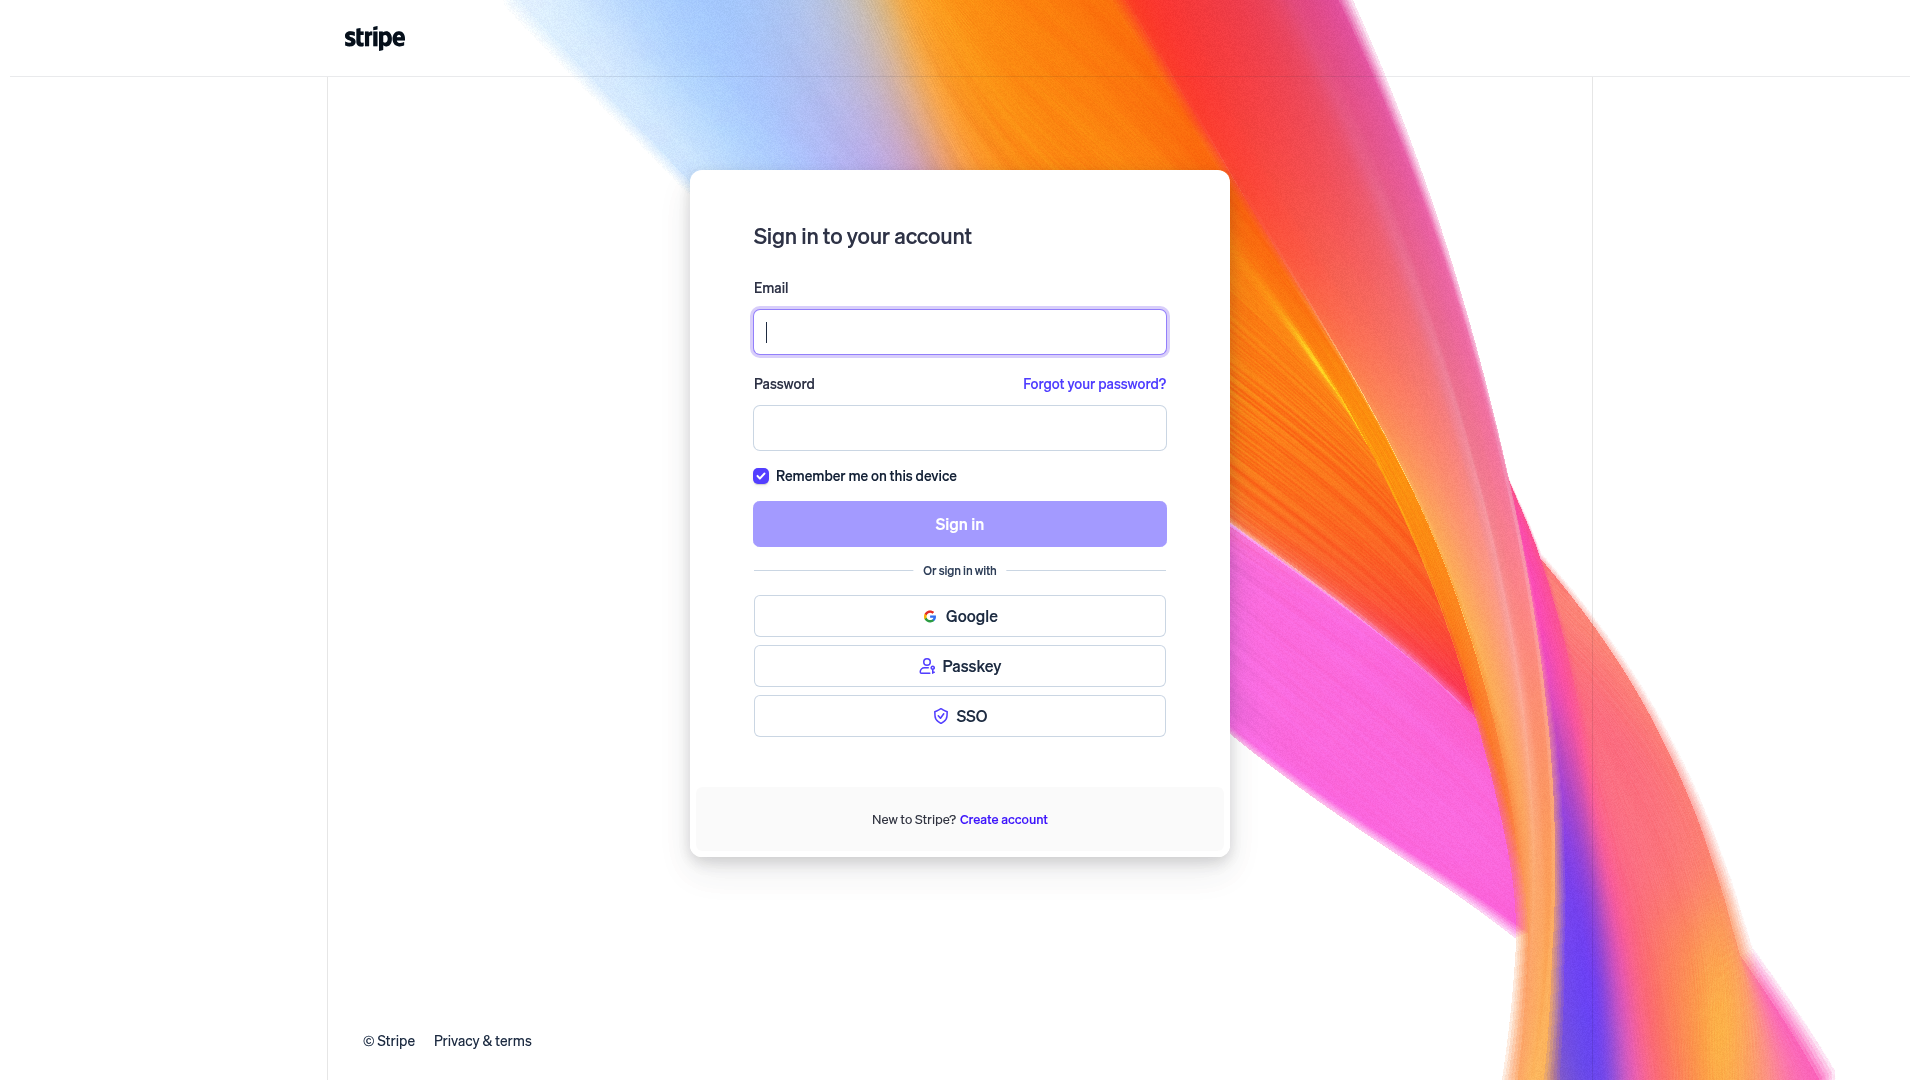 stripe
Sign in to your account
Email
Password Forgot your password?
Remember me on this device
Sign in
Or sign in with
Google
Passkey
SSO
New to Stripe? Create account
© Stripe Privacy & terms